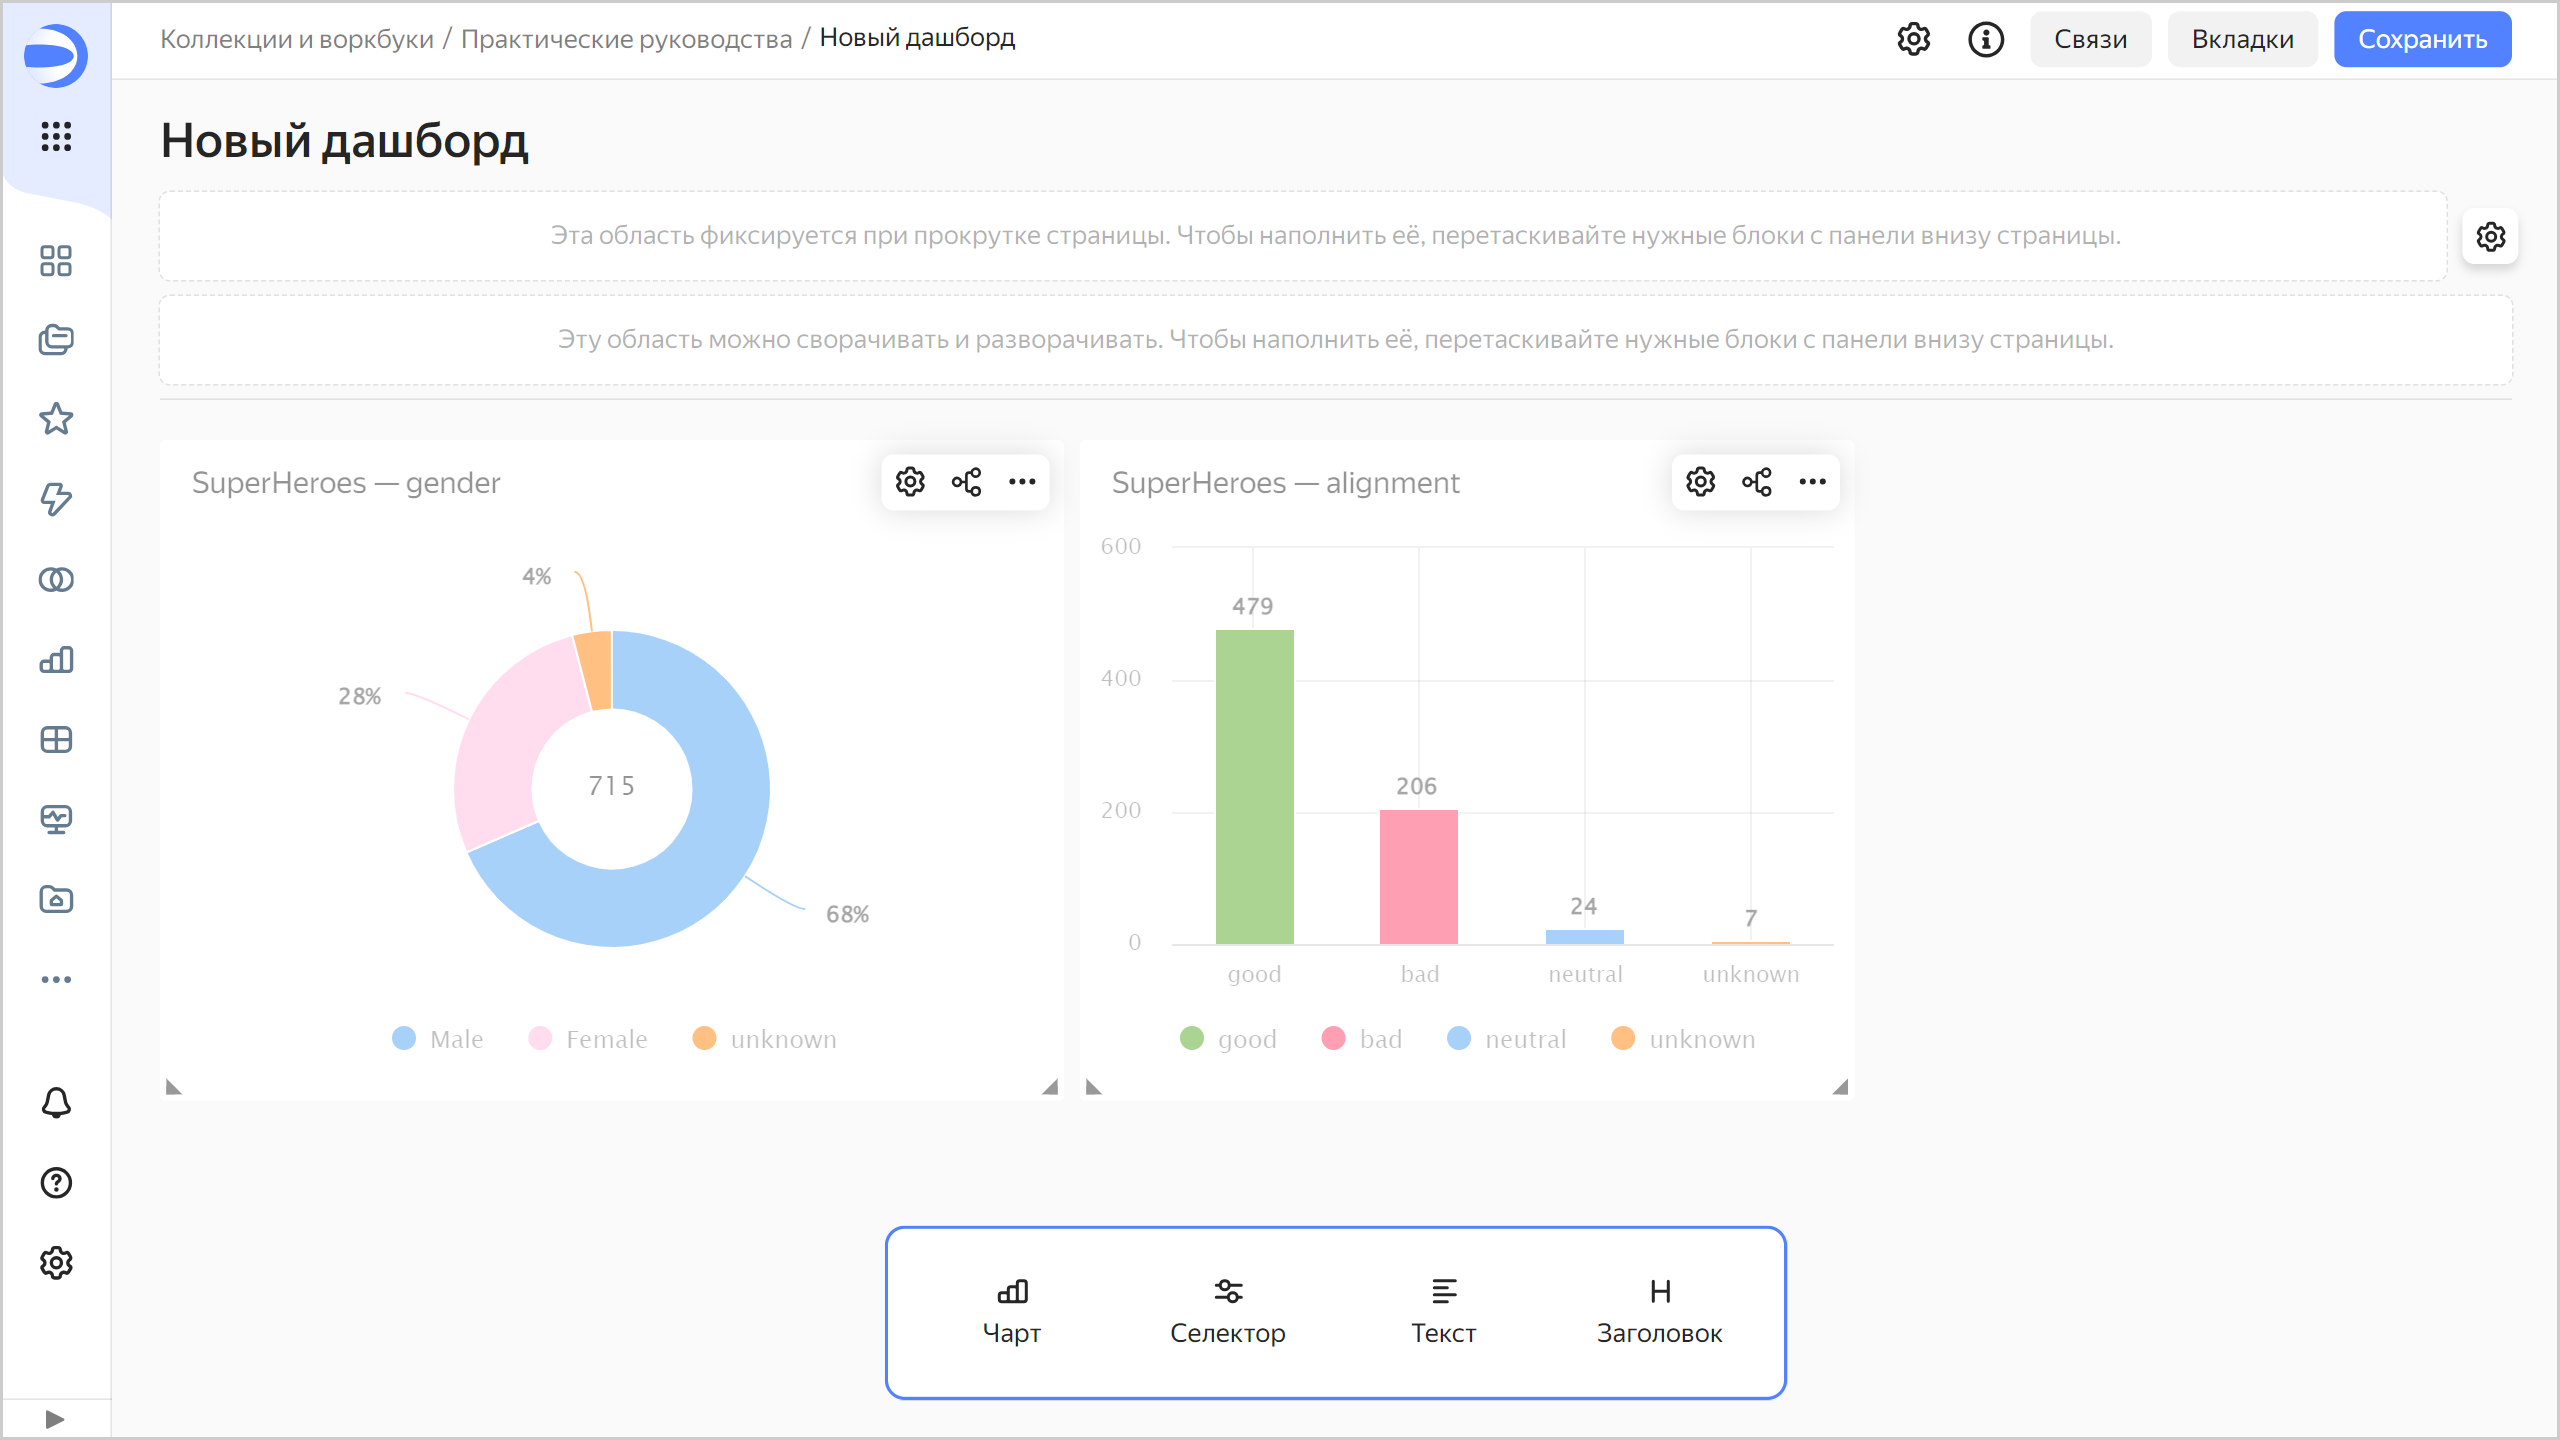 Коллекции и воркбуки / Практические руководства / Новый дашборд
Связи
Вкладки
Сохранить
Новый дашборд
Эта область фиксируется при прокрутке страницы. Чтобы наполнить её, перетаскивайте нужные блоки с панели внизу страницы.
Эту область можно сворачивать и разворачивать. Чтобы наполнить её, перетаскивайте нужные блоки с панели внизу страницы.
SuperHeroes — gender
4%
28%
715
68%
Male Female unknown
SuperHeroes — alignment
600
479
400
206
200
24
7
0
good bad neutral unknown
good bad neutral unknown
Чарт
Селектор
Текст
H
Заголовок